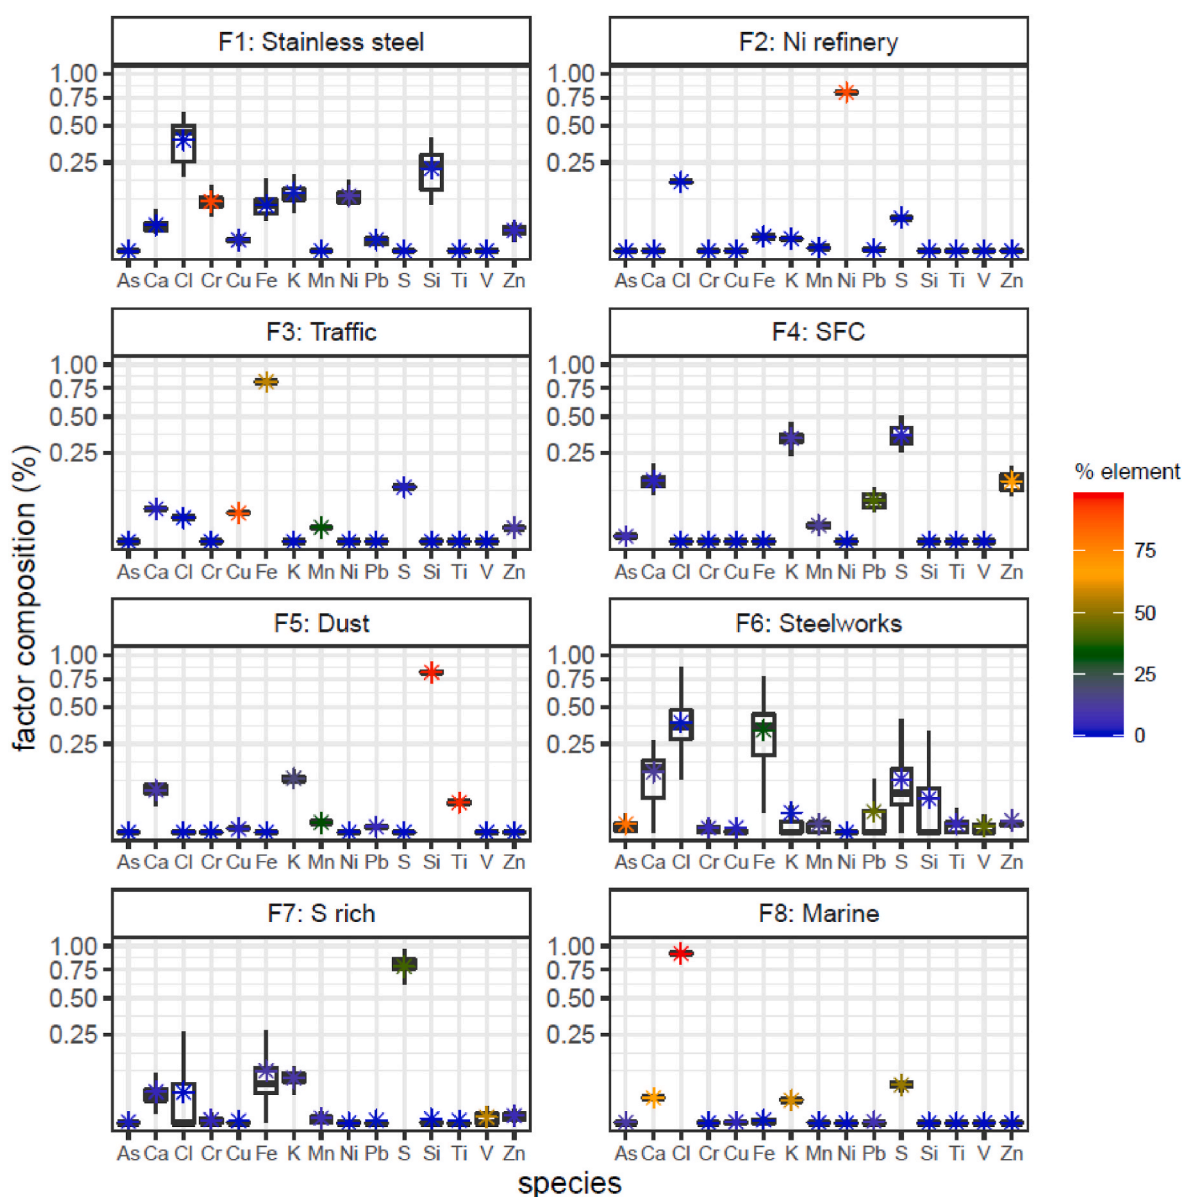 F1: Stainless steel
F2: Ni refinery
1.00
0.75
0.50
0.25
1.00
0.75
0.50
0.25
As Ca Cl Cr Cu Fe K Mn Ni Pb S Si Ti V Zn
As Ca Cl Cr Cu Fe K Mn Ni Pb S Si Ti V Zn
F3: Traffic
F4: SFC
1.00
0.75
0.50
0.25
1.00
0.75
0.50
0.25
As Ca Cl Cr Cu Fe K Mn Ni Pb S Si Ti V Zn
As Ca Cl Cr Cu Fe K Mn Ni Pb S Si Ti V Zn
F5: Dust
F6: Steelworks
1.00
0.75
0.50
0.25
1.00
0.75
0.50
0.25
As Ca Cl Cr Cu Fe K Mn Ni Pb S Si Ti V Zn
As Ca Cl Cr Cu Fe K Mn Ni Pb S Si Ti V Zn
F7: S rich
F8: Marine
1.00
0.75
0.50
0.25
1.00
0.75
0.50
0.25
As Ca Cl Cr Cu Fe K Mn Ni Pb S Si Ti V Zn
As Ca Cl Cr Cu Fe K Mn Ni Pb S Si Ti V Zn
factor composition (%)
species
% element
75
50
25
0